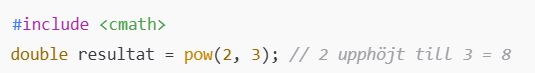 #include <cmath>
double resultat = pow(2, 3); // 2 upphöjt till 3 = 8